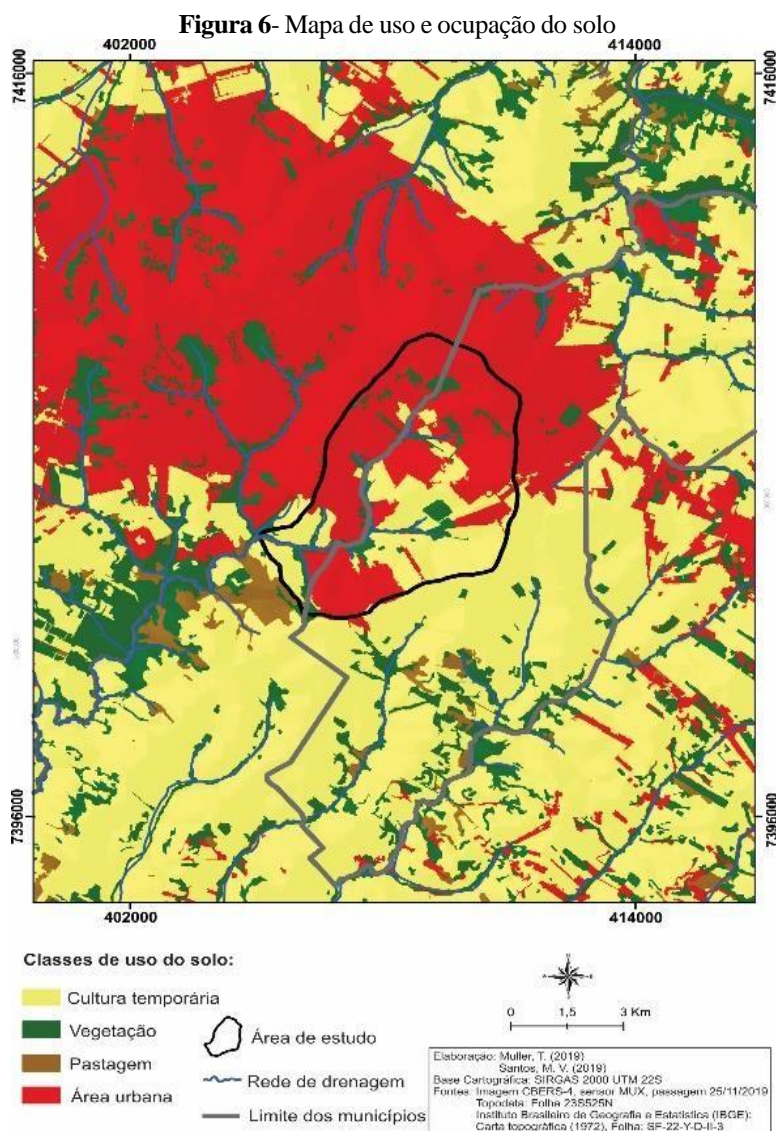 Figura 6- Mapa de uso e ocupação do solo
402000 414000
7416000 7416000
7396000 7396000
402000 414000
Classes de uso do solo:
Cultura temporária
Vegetação
Pastagem
Área urbana
Área de estudo
Rede de drenagem
Limite dos municípios
0 1,5 3 Km
Elaboração: Muller, T. (2019)
Santos, M. V. (2019)
Base Cartográfica: SIRGAS 2000 UTM 22S
Fontes: Imagem CBERS-4, sensor MUX, passagem 25/11/2019
Topodata: Folha 23S525N
Instituto Brasileiro de Geografia e Estatística (IBGE):
Carta topográfica (1972), Folha: SF-22-Y-D-II-3